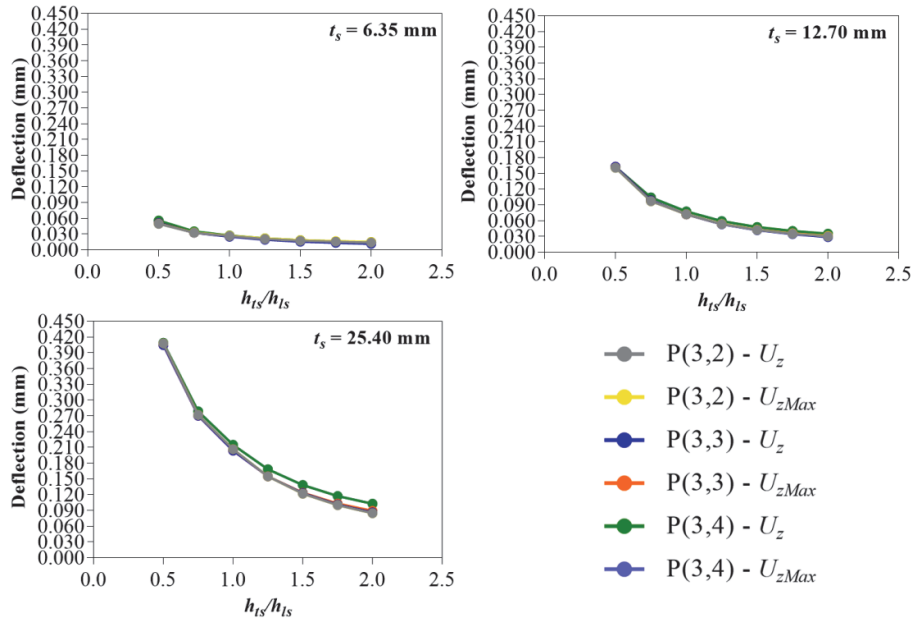 t_s = 6.35 mm
Deflection (mm)
0.450
0.420
0.390
0.360
0.330
0.300
0.270
0.240
0.210
0.180
0.150
0.120
0.090
0.060
0.030
0.000
0.0 0.5 1.0 1.5 2.0 2.5
h_ts/h_ls
t_s = 12.70 mm
Deflection (mm)
0.450
0.420
0.390
0.360
0.330
0.300
0.270
0.240
0.210
0.180
0.150
0.120
0.090
0.060
0.030
0.000
0.0 0.5 1.0 1.5 2.0 2.5
h_ts/h_ls
t_s = 25.40 mm
Deflection (mm)
0.450
0.420
0.390
0.360
0.330
0.300
0.270
0.240
0.210
0.180
0.150
0.120
0.090
0.060
0.030
0.000
0.0 0.5 1.0 1.5 2.0 2.5
h_ts/h_ls
P(3,2) - U_z
P(3,2) - U_zMax
P(3,3) - U_z
P(3,3) - U_zMax
P(3,4) - U_z
P(3,4) - U_zMax